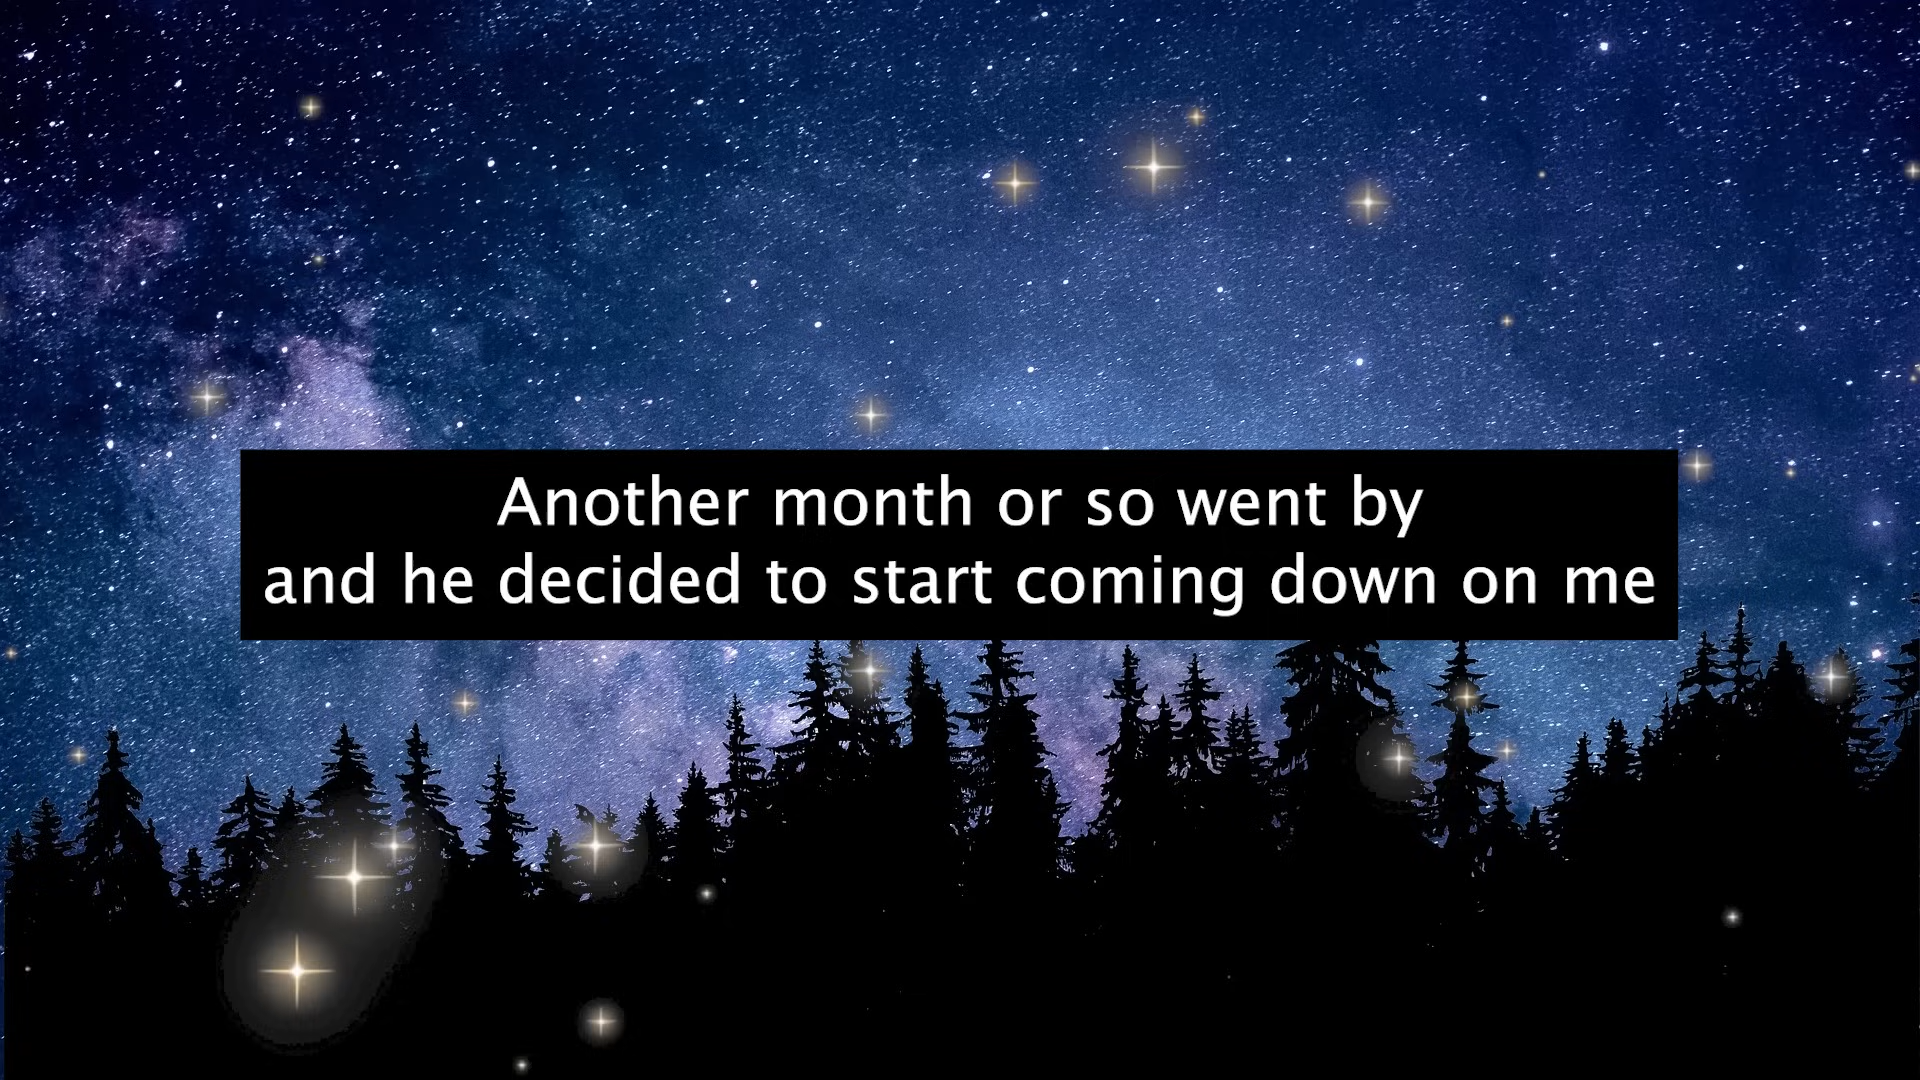 Another month or so went by
and he decided to start coming down on me